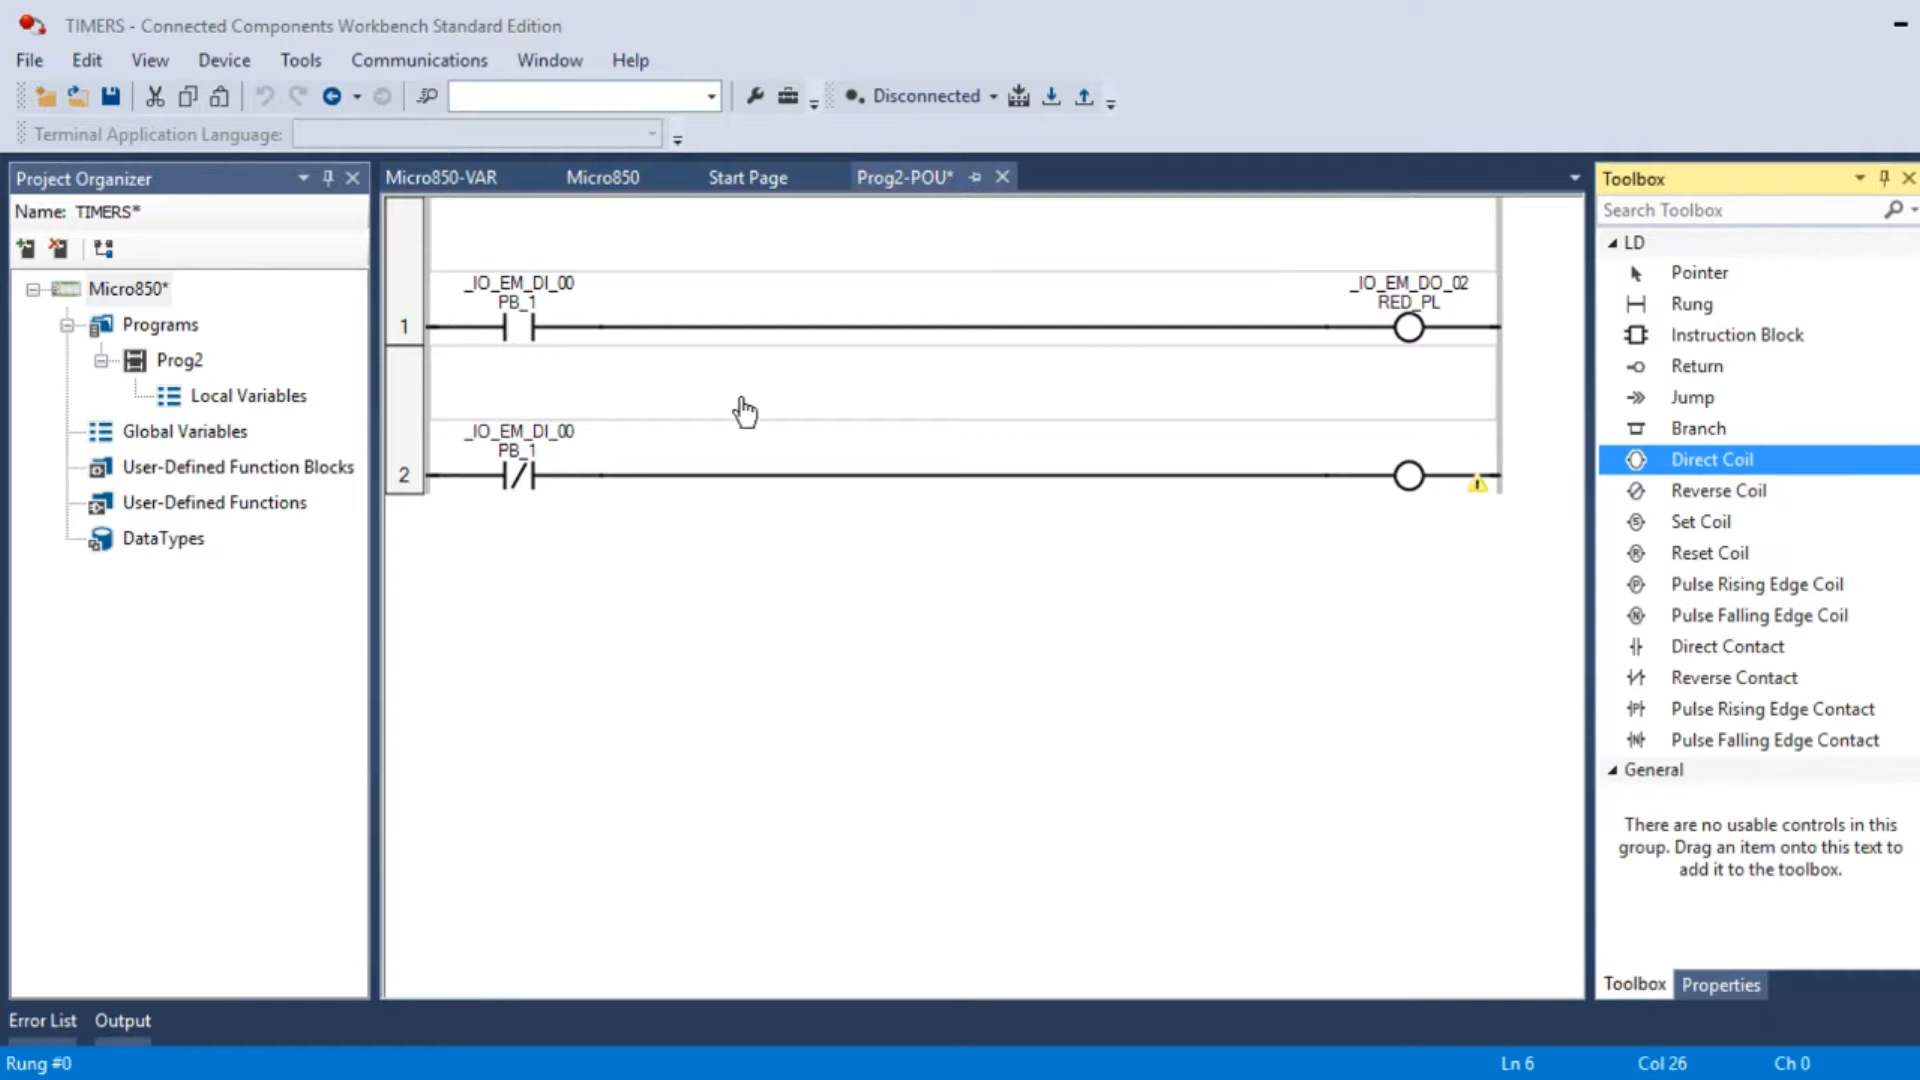 TIMERS - Connected Components Workbench Standard Edition
File Edit View Device Tools Communications Window Help
Disconnected
Terminal Application Language:
Project Organizer
Name: TIMERS*
Micro850*
Programs
Prog2
Local Variables
Global Variables
User-Defined Function Blocks
User-Defined Functions
DataTypes
Micro850-VAR Micro850 Start Page Prog2-POU*
_IO_EM_DI_00
PB_1
_IO_EM_DO_02
RED_PL
1
_IO_EM_DI_00
PB_1
2
Toolbox
Search Toolbox
LD
Pointer
Rung
Instruction Block
Return
Jump
Branch
Direct Coil
Reverse Coil
Set Coil
Reset Coil
Pulse Rising Edge Coil
Pulse Falling Edge Coil
Direct Contact
Reverse Contact
Pulse Rising Edge Contact
Pulse Falling Edge Contact
General
There are no usable controls in this
group. Drag an item onto this text to
add it to the toolbox.
Toolbox Properties
Error List Output
Rung #0 Ln 6 Col 26 Ch 0